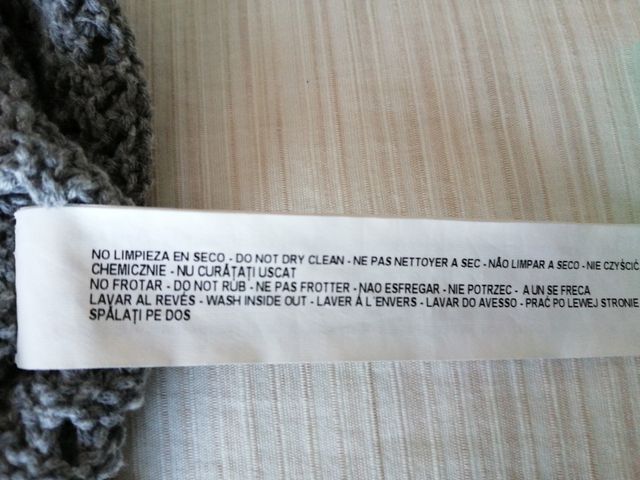 NO LIMPIEZA EN SECO - DO NOT DRY CLEAN - NE PAS NETTOYER A SEC - NÃO LIMPAR A SECO - NIE CZYŚCIĆ
CHEMICZNIE - NU CURĂTAŢI USCAT
NO FROTAR - DO NOT RUB - NE PAS FROTTER - NAO ESFREGAR - NIE POTRZEC - A UN SE FRECA
LAVAR AL REVÉS - WASH INSIDE OUT - LAVER Á L´ENVERS - LAVAR DO AVESSO - PRAĆ PO LEWEJ STRONIE
SPĂLAŢI PE DOS